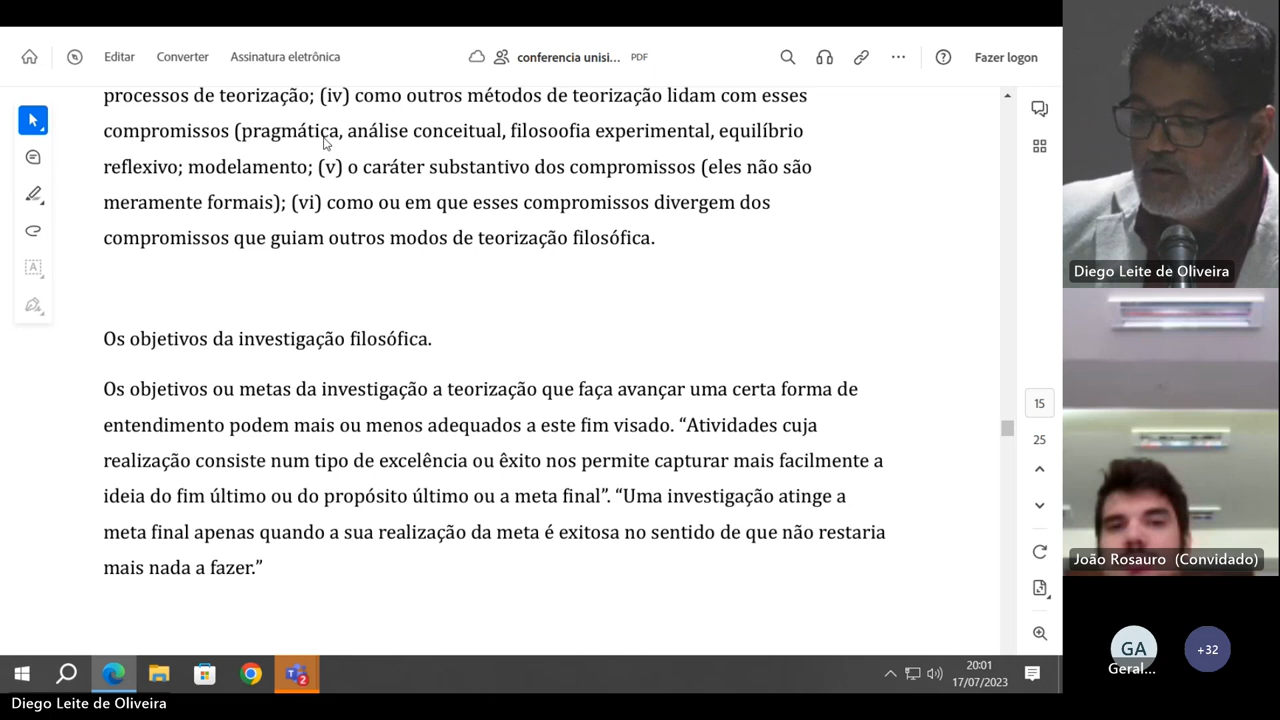 Editar
Converter
Assinatura eletrônica
conferencia unisi...
PDF
Fazer logon
processos de teorização; (iv) como outros métodos de teorização lidam com esses
compromissos (pragmática, análise conceitual, filosoofia experimental, equilíbrio
reflexivo; modelamento; (v) o caráter substantivo dos compromissos (eles não são
meramente formais); (vi) como ou em que esses compromissos divergem dos
compromissos que guiam outros modos de teorização filosófica.
Os objetivos da investigação filosófica.
Os objetivos ou metas da investigação a teorização que faça avançar uma certa forma de
entendimento podem mais ou menos adequados a este fim visado. “Atividades cuja
realização consiste num tipo de excelência ou êxito nos permite capturar mais facilmente a
ideia do fim último ou do propósito último ou a meta final”. “Uma investigação atinge a
meta final apenas quando a sua realização da meta é exitosa no sentido de que não restaria
mais nada a fazer.”
15
25
Diego Leite de Oliveira
João Rosauro (Convidado)
GA
Geral...
+32
2
20:01
17/07/2023
Diego Leite de Oliveira